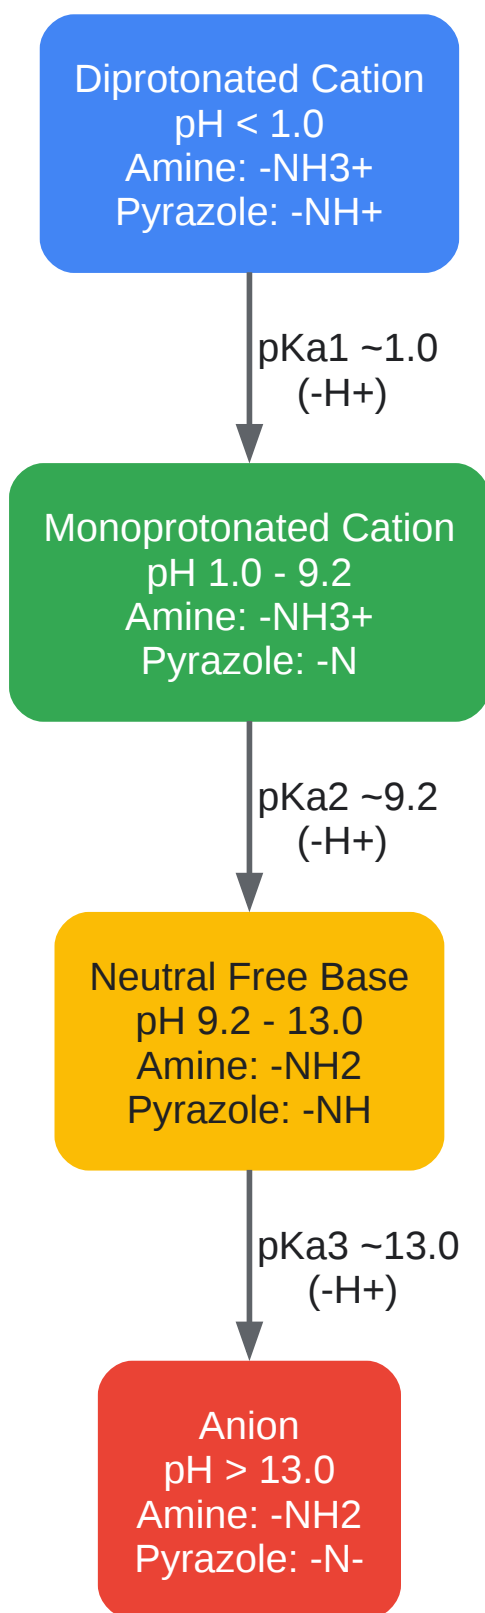 Diprotonated Cation
pH < 1.0
Amine: -NH3+
Pyrazole: -NH+
pKa1 ~1.0
(-H+)
Monoprotonated Cation
pH 1.0 - 9.2
Amine: -NH3+
Pyrazole: -N
pKa2 ~9.2
(-H+)
Neutral Free Base
pH 9.2 - 13.0
Amine: -NH2
Pyrazole: -NH
pKa3 ~13.0
(-H+)
Anion
pH > 13.0
Amine: -NH2
Pyrazole: -N-